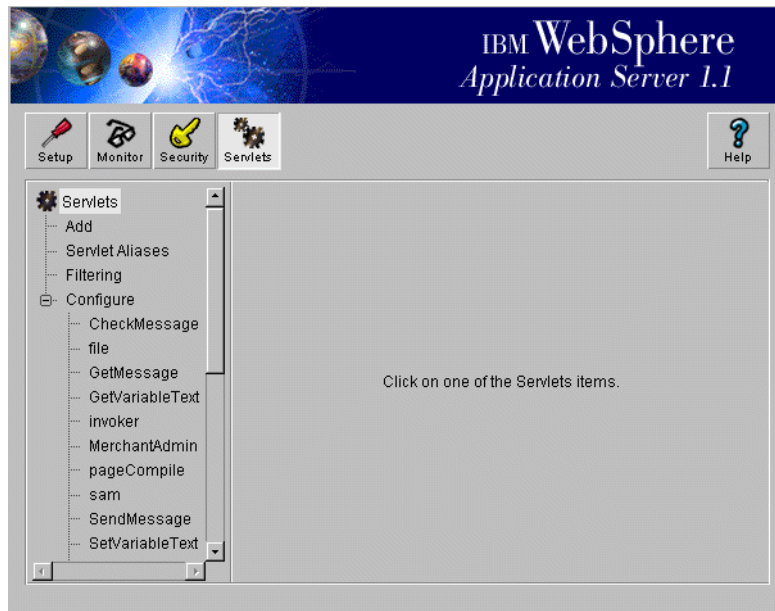 IBM WebSphere
Application Server 1.1
Setup
Monitor
Security
Servlets
Help
Servlets
Add
Servlet Aliases
Filtering
Configure
CheckMessage
file
GetMessage
GetVariableText
invoker
MerchantAdmin
pageCompile
sam
SendMessage
SetVariableText
Click on one of the Servlets items.